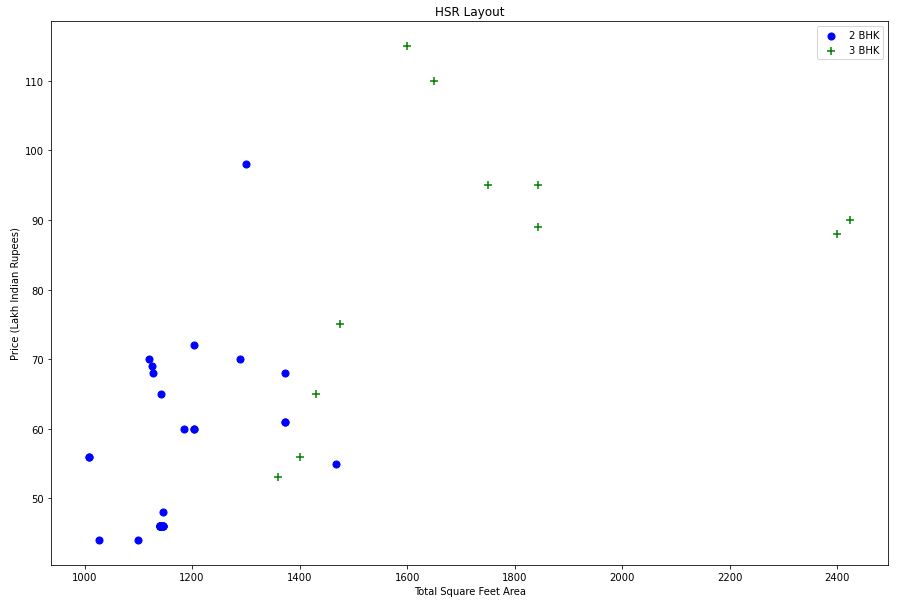 HSR Layout
2 BHK
3 BHK
110
100
90
80
70
60
50
Price (Lakh Indian Rupees)
1000 1200 1400 1600 1800 2000 2200 2400
Total Square Feet Area